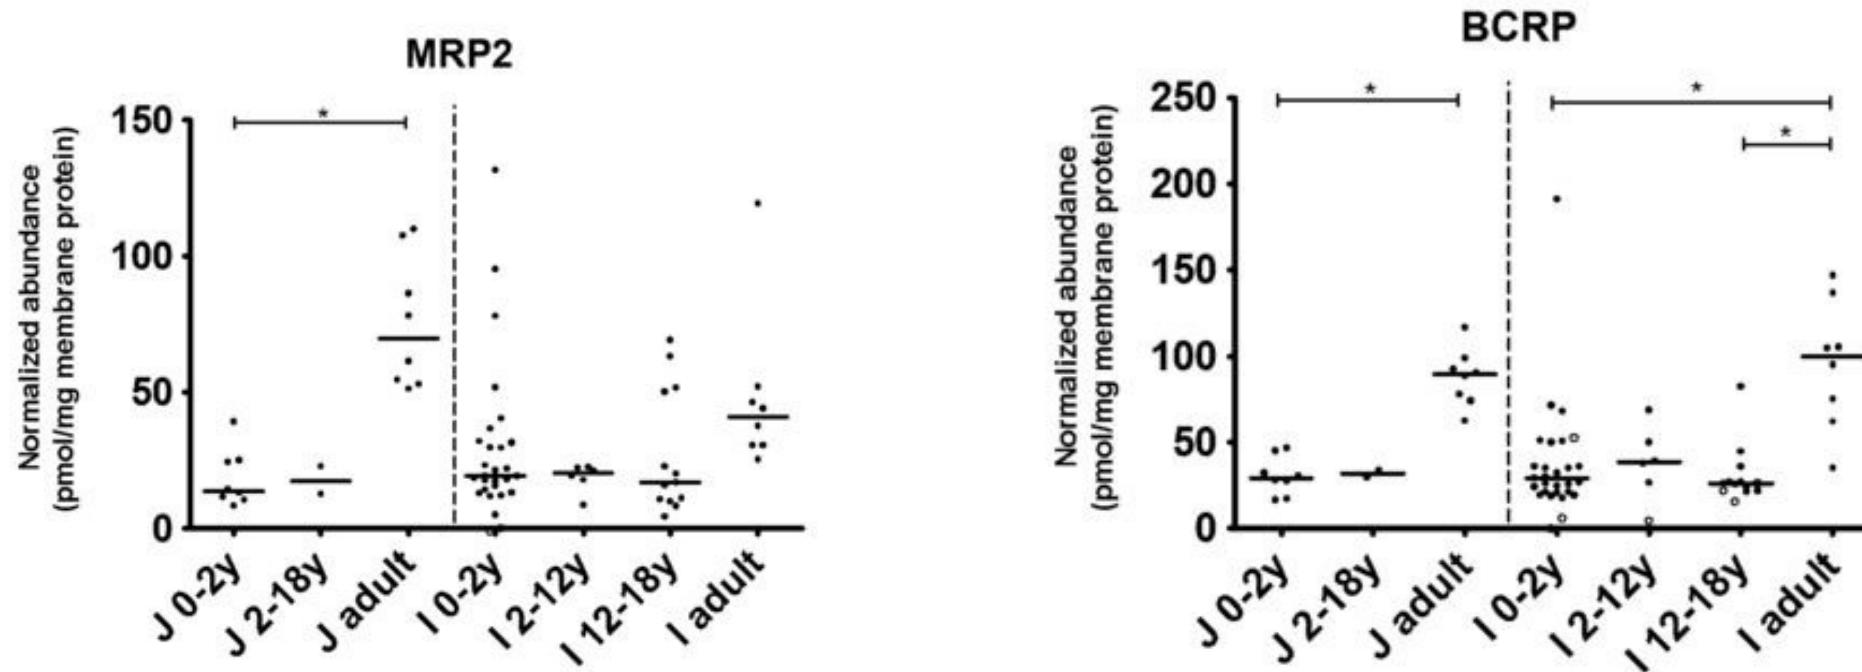 MRP2
Normalized abundance
(pmol/mg membrane protein)
150
100
50
0
*
J 0-2y
J 2-18y
J adult
I 0-2y
I 2-12y
I 12-18y
I adult
BCRP
Normalized abundance
(pmol/mg membrane protein)
250
200
150
100
50
0
*
*
*
J 0-2y
J 2-18y
J adult
I 0-2y
I 2-12y
I 12-18y
I adult